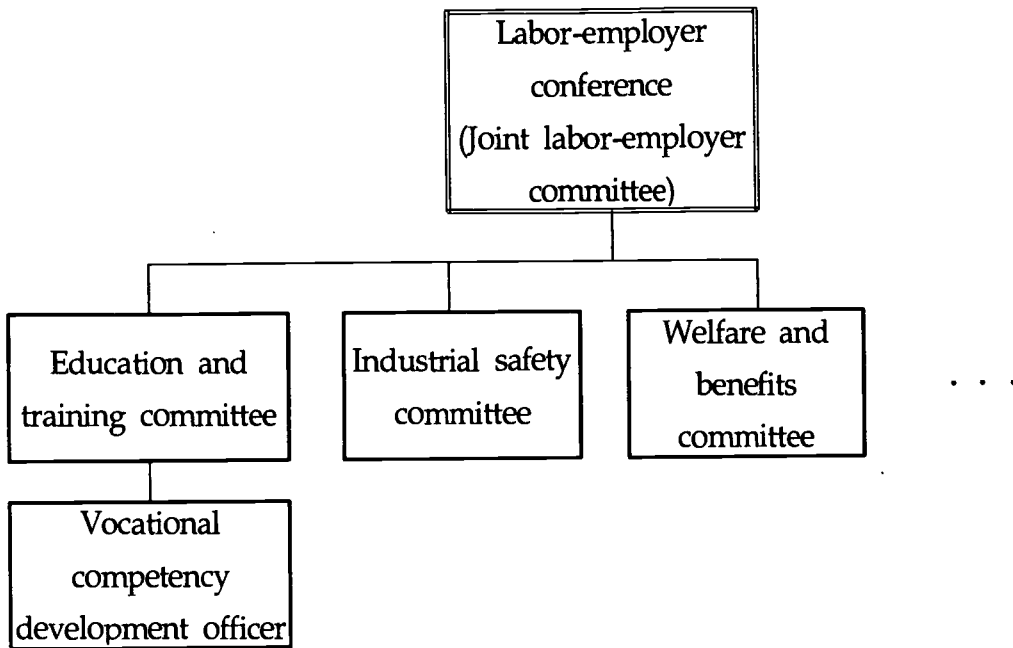 Labor-employer
conference
(Joint labor-employer
committee)
Education and
training committee
Industrial safety
committee
Welfare and
benefits
committee
. . .
Vocational
competency
development officer